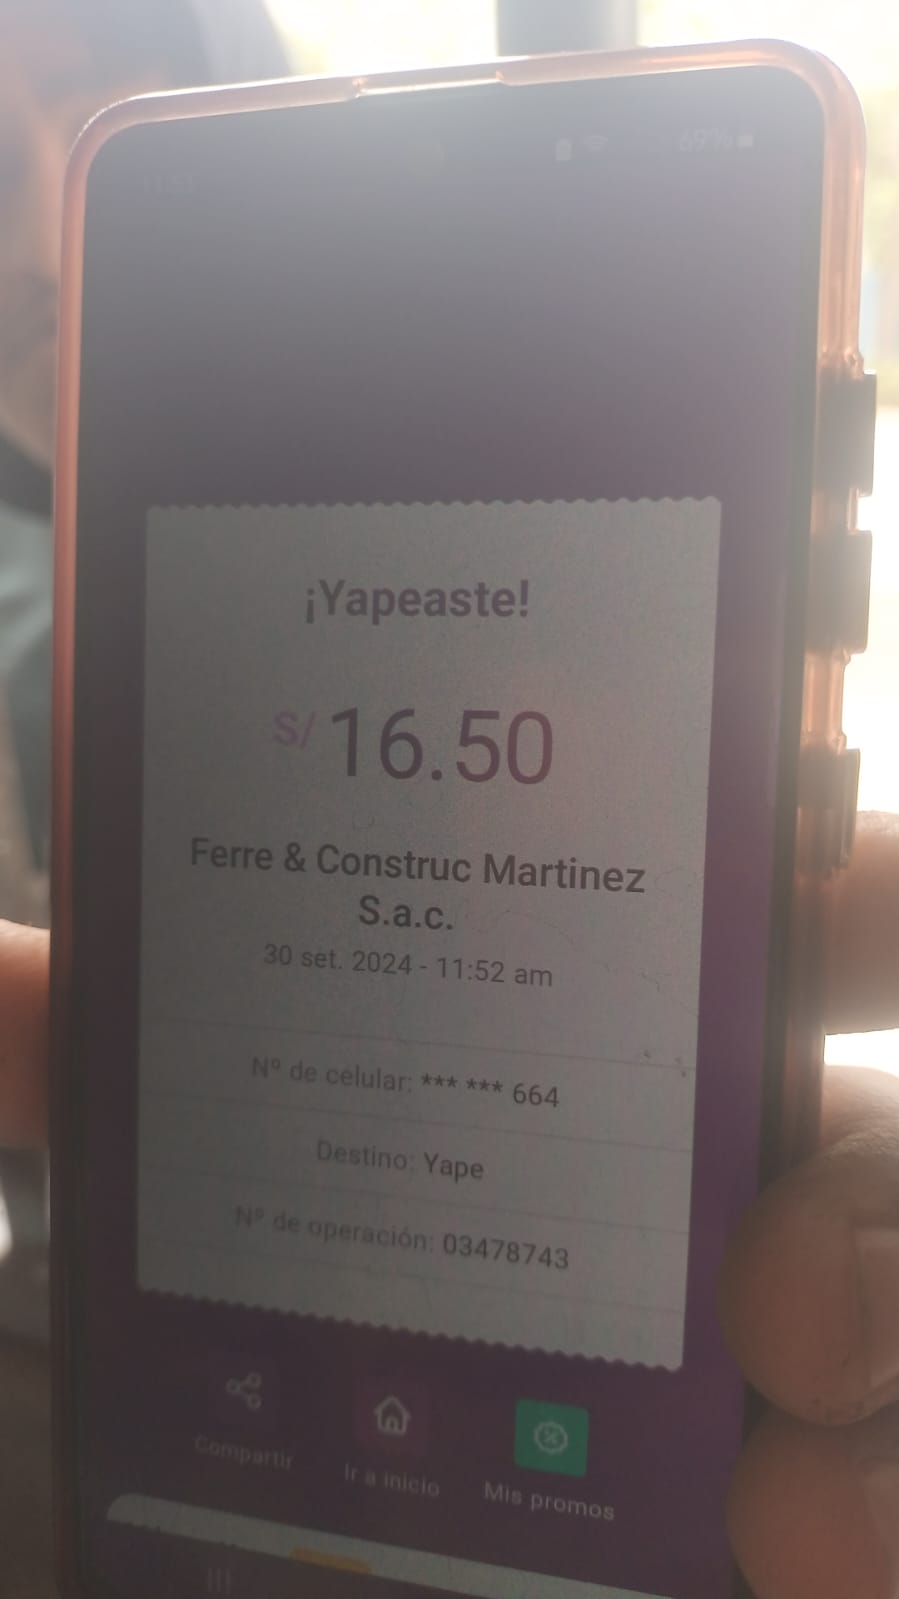 69%
¡Yapeaste!
S/ 16.50
Ferre & Construc Martinez
S.a.c.
30 set. 2024 - 11:52 am
Nº de celular: *** *** 664
Destino: Yape
Nº de operación: 03478743
Compartir
Ir a inicio
Mis promos